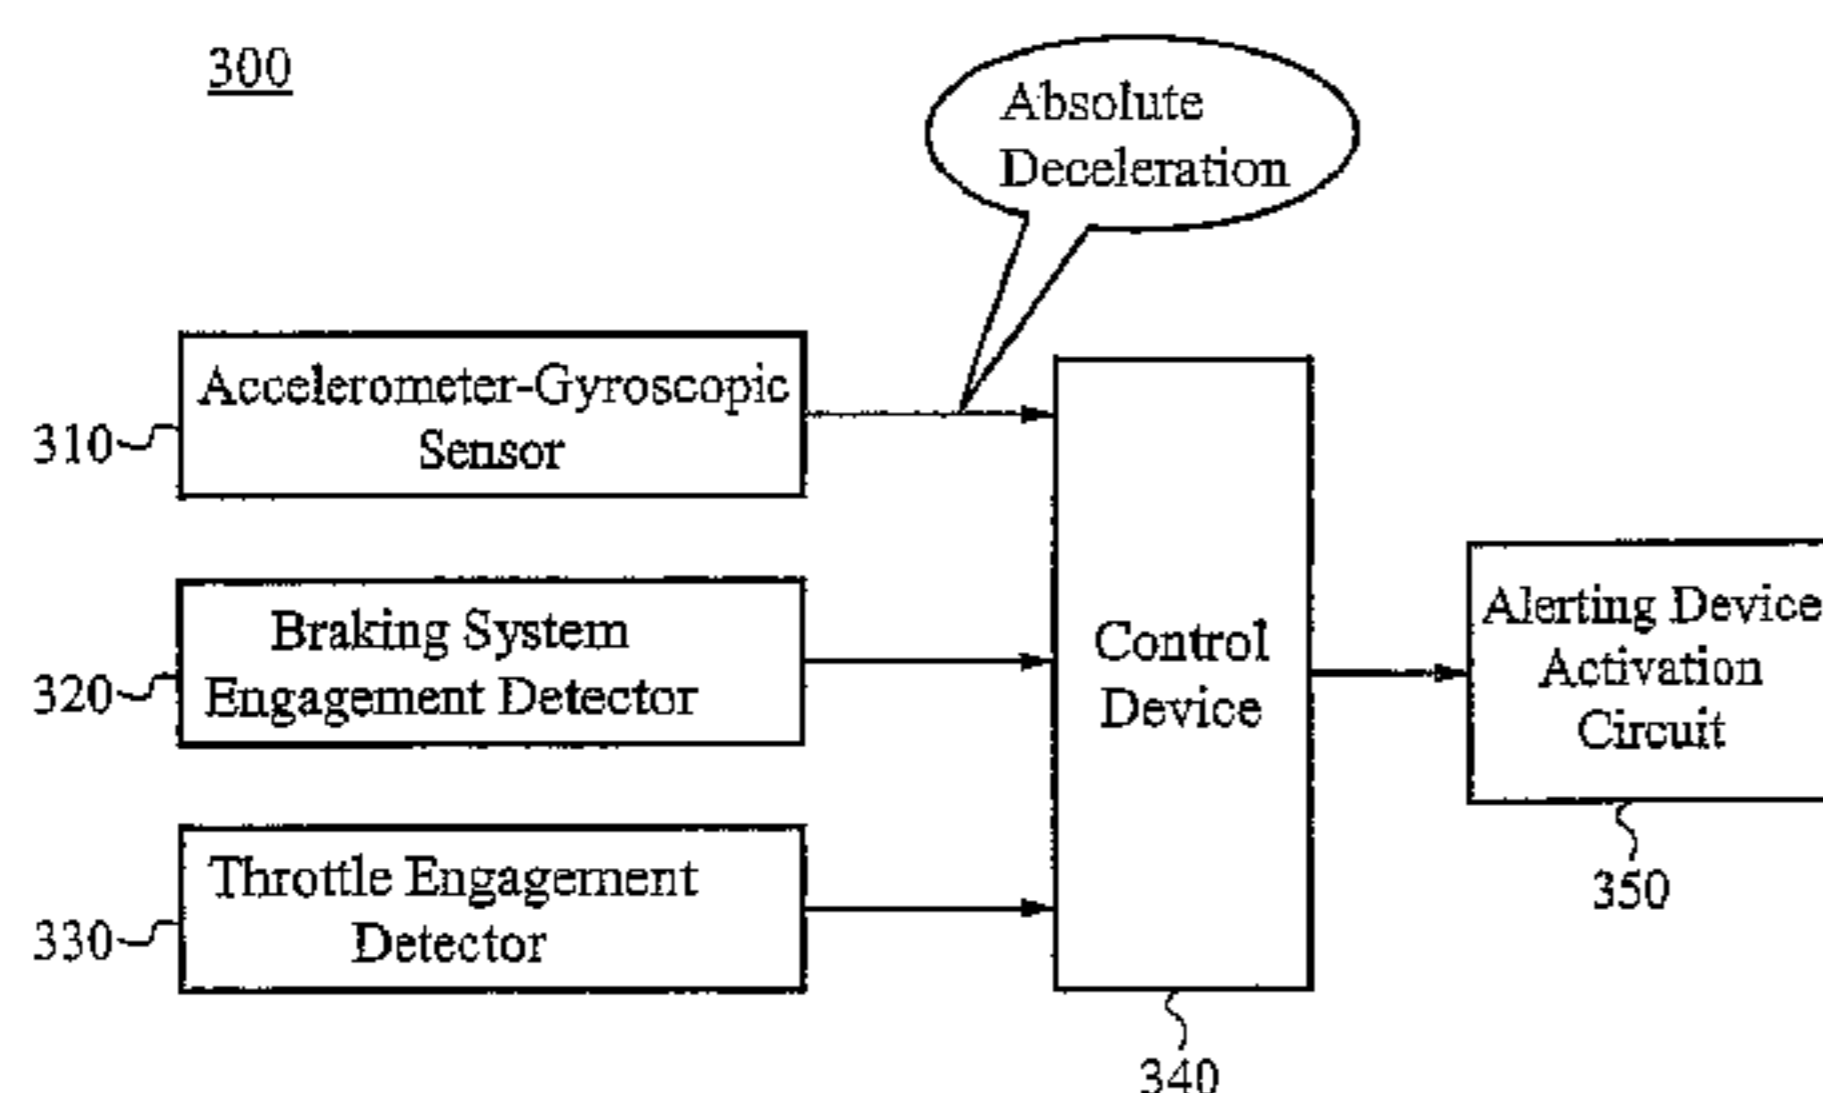 300
Absolute
Deceleration
Accelerometer-Gyroscopic
Sensor
310
Braking System
Engagement Detector
320
Throttle Engagement
Detector
330
Control
Device
340
Alerting Device
Activation
Circuit
350